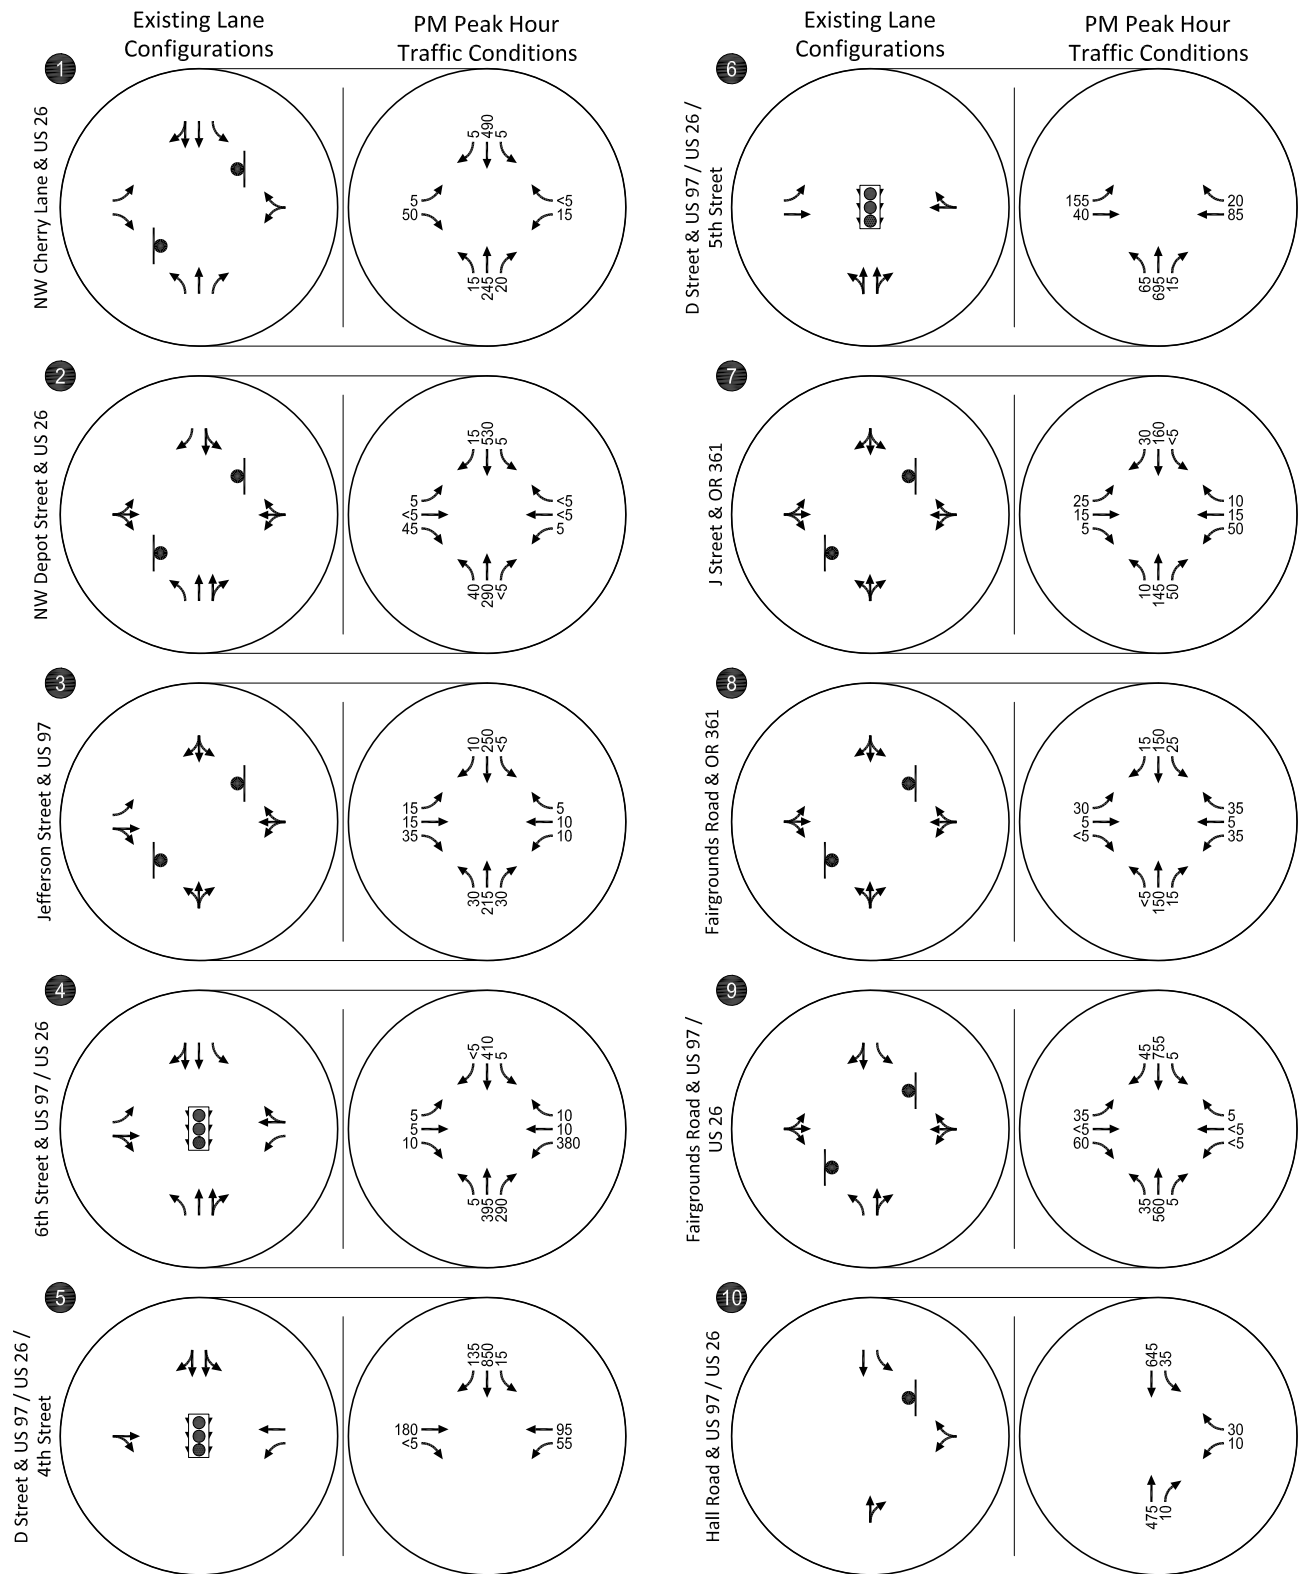 Existing Lane
Configurations
PM Peak Hour
Traffic Conditions
1
NW Cherry Lane & US 26
5 490 5
5
50
<5
15
15 245 20
2
NW Depot Street & US 26
15 530 5
5
<5
45
<5
<5
5
40 290 <5
3
Jefferson Street & US 97
10 250 <5
15
15
35
5
10
10
30 215 30
4
6th Street & US 97 / US 26
<5 410 5
5
5
10
10
10
380
5 395 290
5
D Street & US 97 / US 26 /
4th Street
135 850 15
180
<5
95
55
Existing Lane
Configurations
PM Peak Hour
Traffic Conditions
6
D Street & US 97 / US 26 /
5th Street
155
40
20
85
65 695 15
7
J Street & OR 361
30 160 <5
25
15
5
10
15
50
10 145 50
8
Fairgrounds Road & OR 361
15 150 25
30
5
<5
35
5
35
<5 150 15
9
Fairgrounds Road & US 97 /
US 26
45 755 5
35
<5
60
5
<5
<5
35 560 5
10
Hall Road & US 97 / US 26
645 35
30
10
475 10